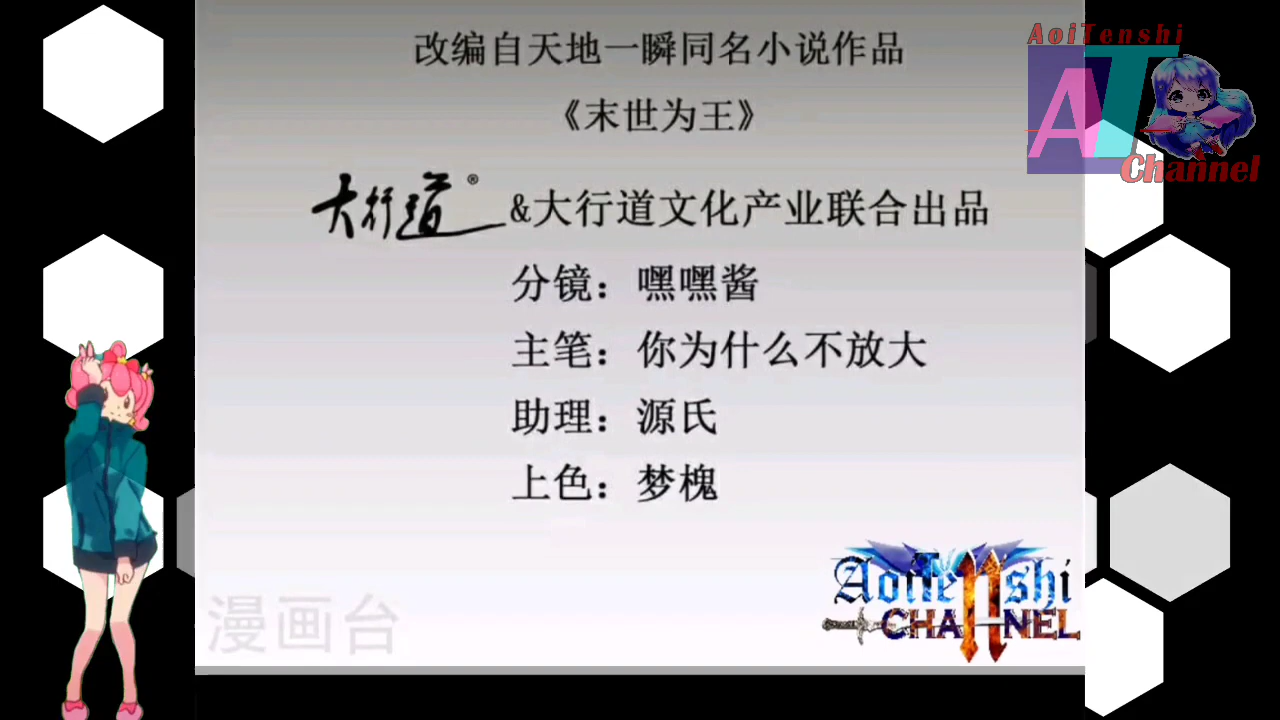 改编自天地一瞬同名小说作品
《末世为王》
大行道® &大行道文化产业联合出品
分镜：嘿嘿酱
主笔：你为什么不放大
助理：源氏
上色：梦槐
漫画台
AoiTenshi
AT
Channel
AoiTenshi
CHANNEL